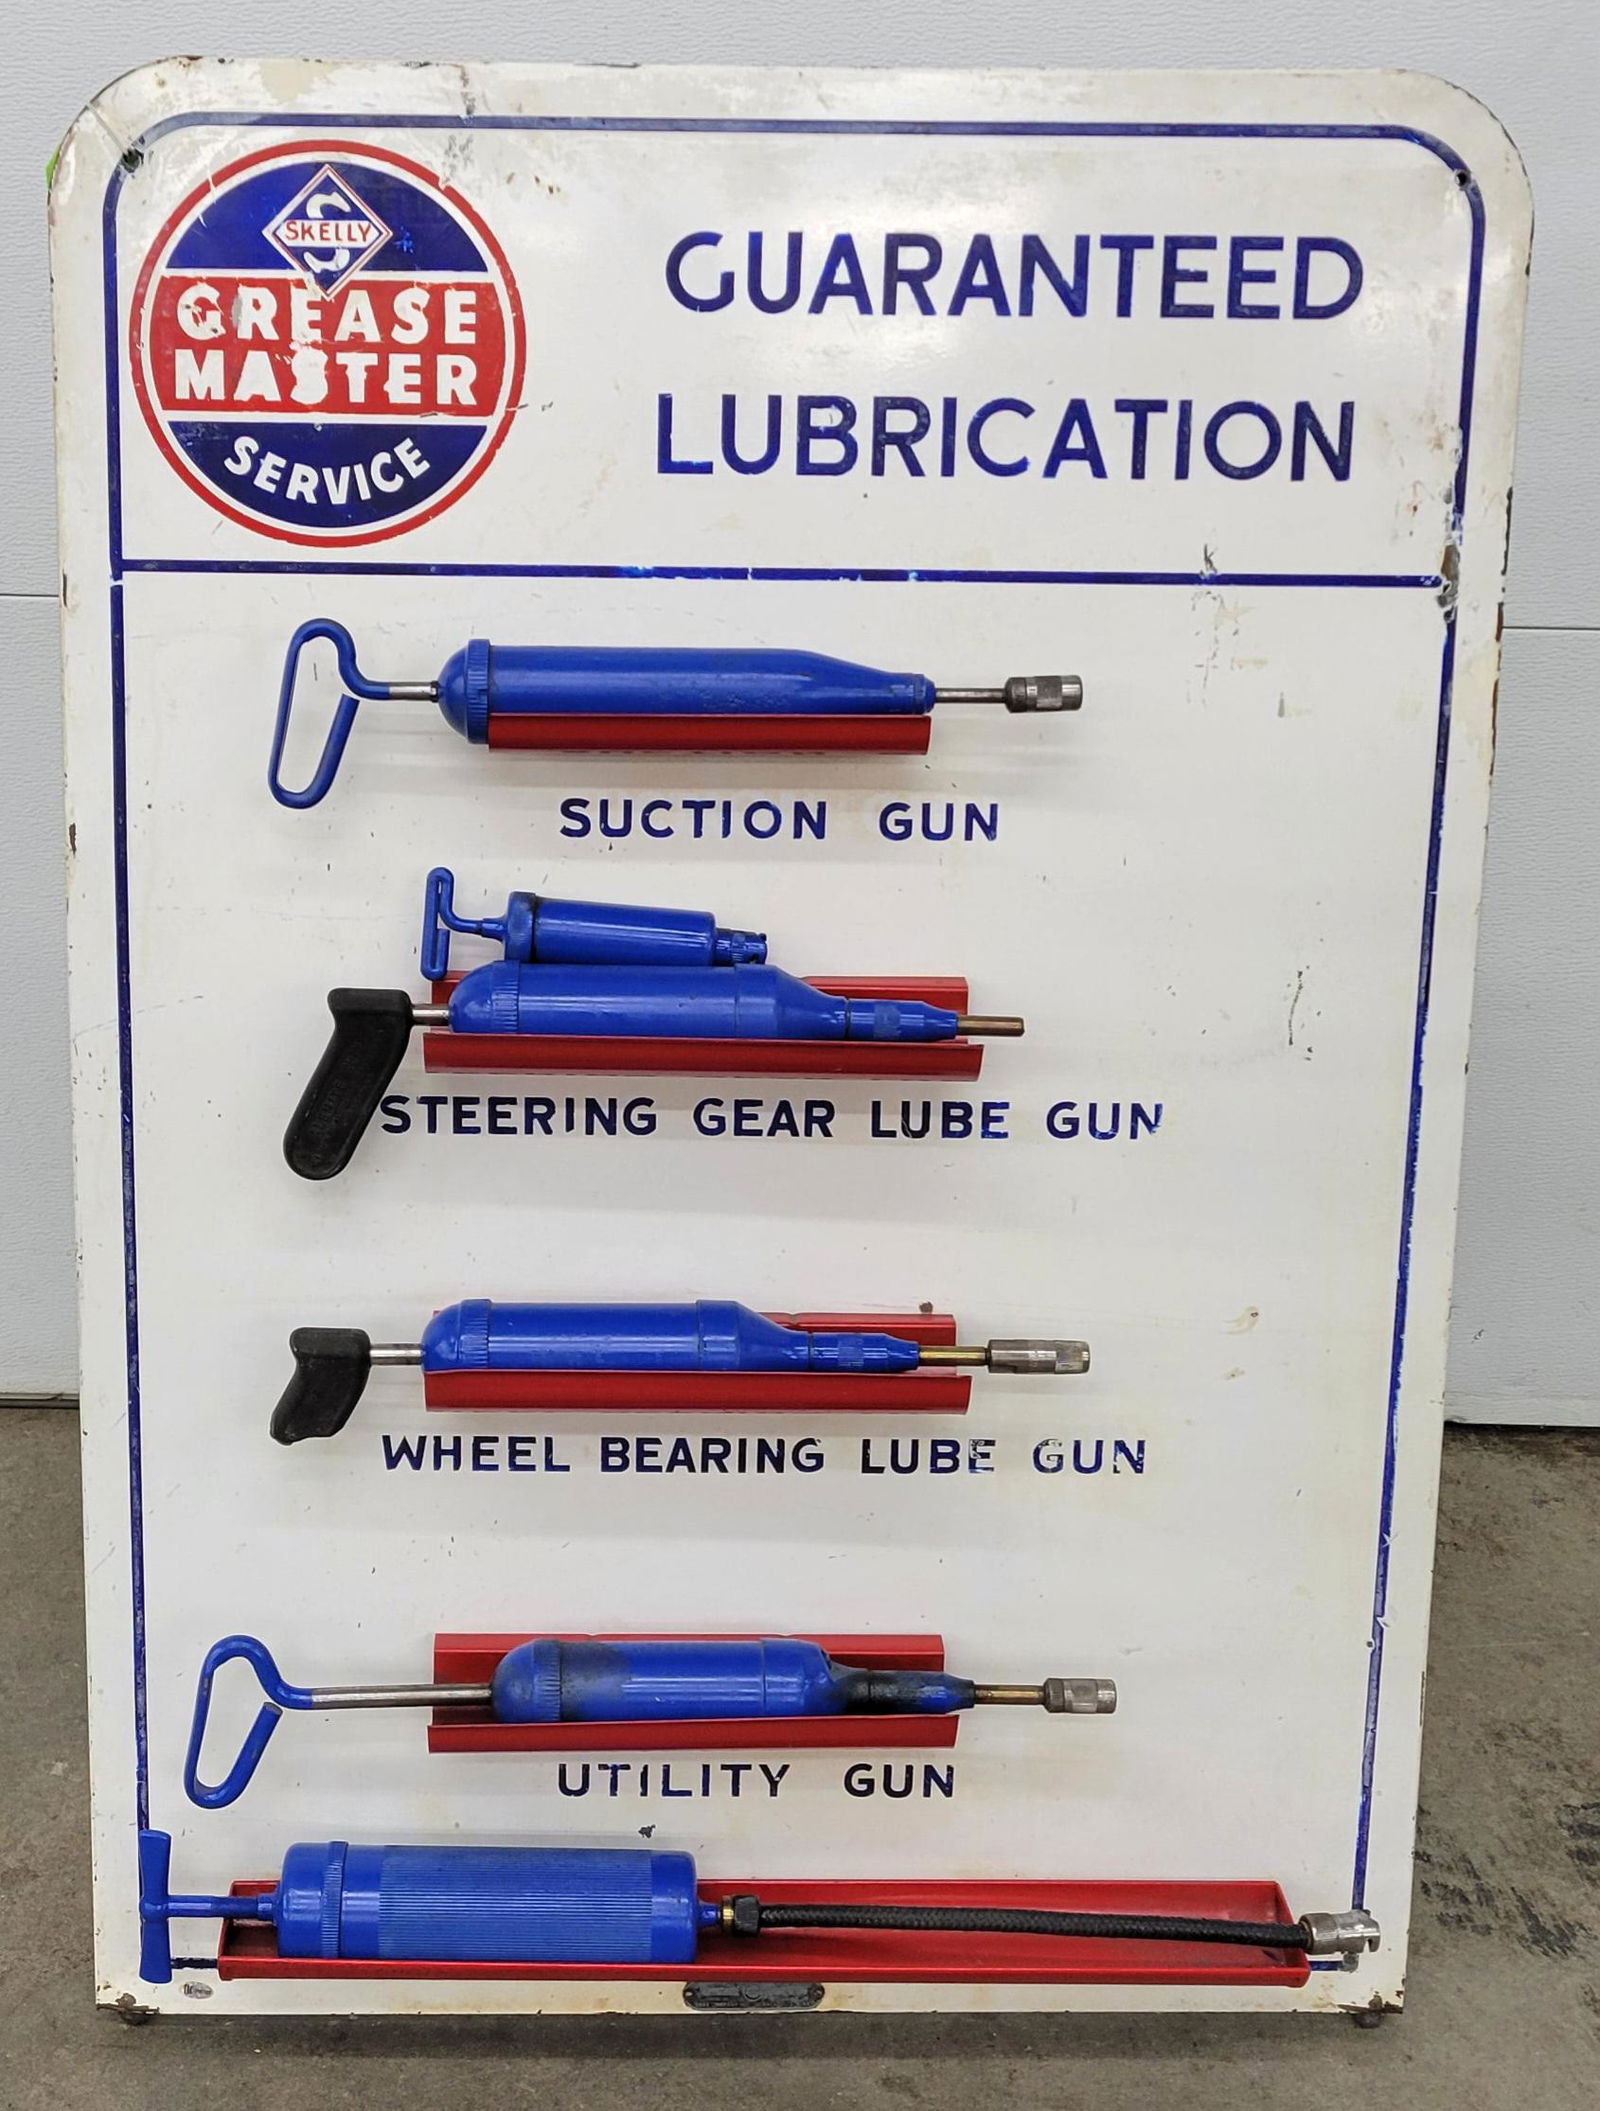 SKELLY
GREASE
MASTER
SERVICE
GUARANTEED
LUBRICATION
SUCTION GUN
STEERING GEAR LUBE GUN
WHEEL BEARING LUBE GUN
UTILITY GUN